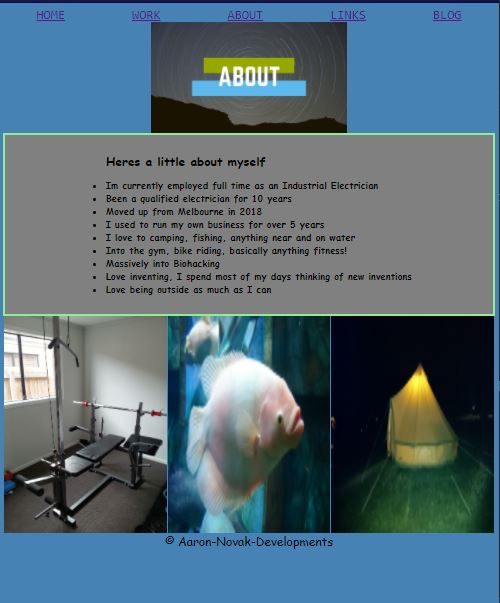 HOME WORK ABOUT LINKS BLOG
ABOUT
Heres a little about myself
Im currently employed full time as an Industrial Electrician
Been a qualified electrician for 10 years
Moved up from Melbourne in 2018
I used to run my own business for over 5 years
I love to camping, fishing, anything near and on water
Into the gym, bike riding, basically anything fitness!
Massively into Biohacking
Love inventing, I spend most of my days thinking of new inventions
Love being outside as much as I can
© Aaron-Novak-Developments